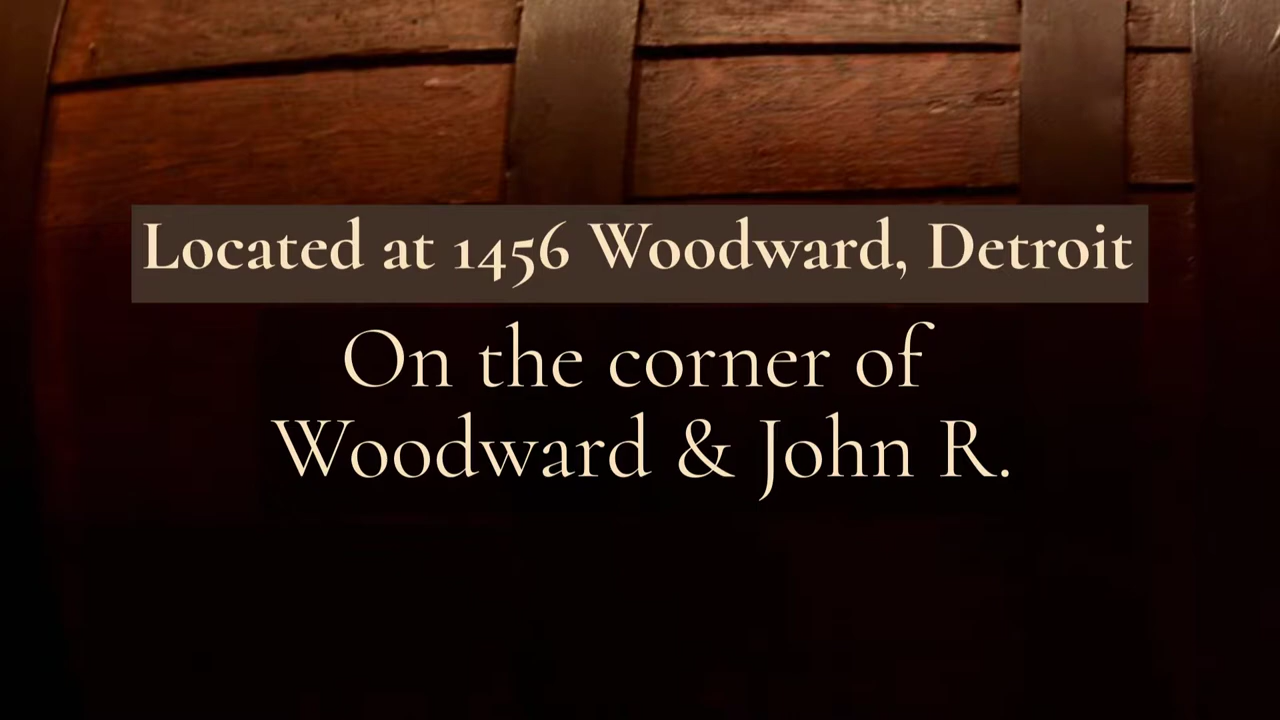 Located at 1456 Woodward, Detroit
On the corner of
Woodward & John R.